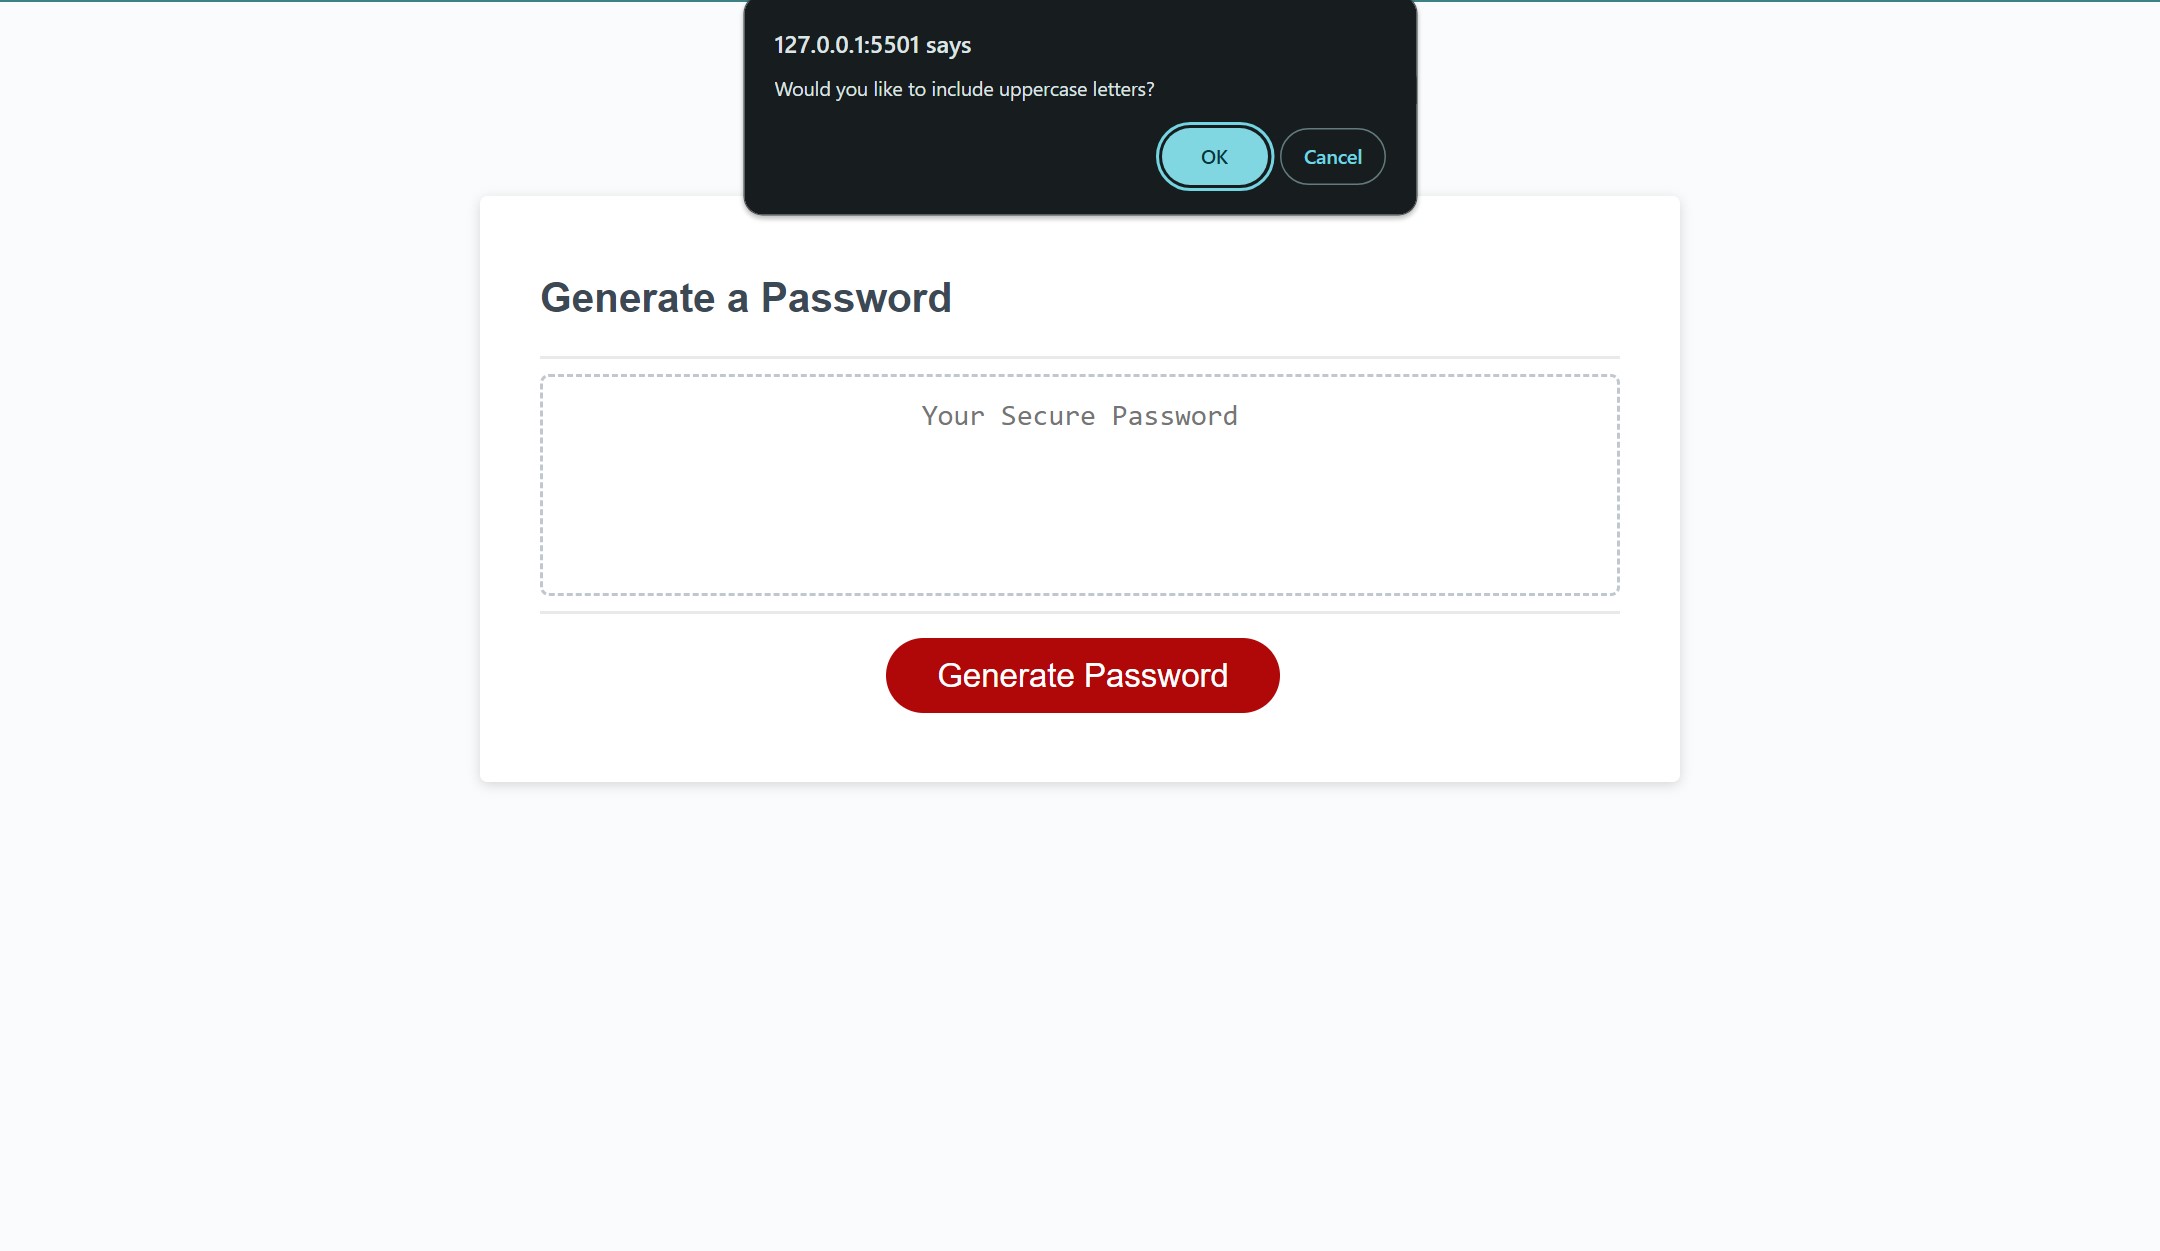 127.0.0.1:5501 says
Would you like to include uppercase letters?
OK Cancel
Generate a Password
Your Secure Password
Generate Password